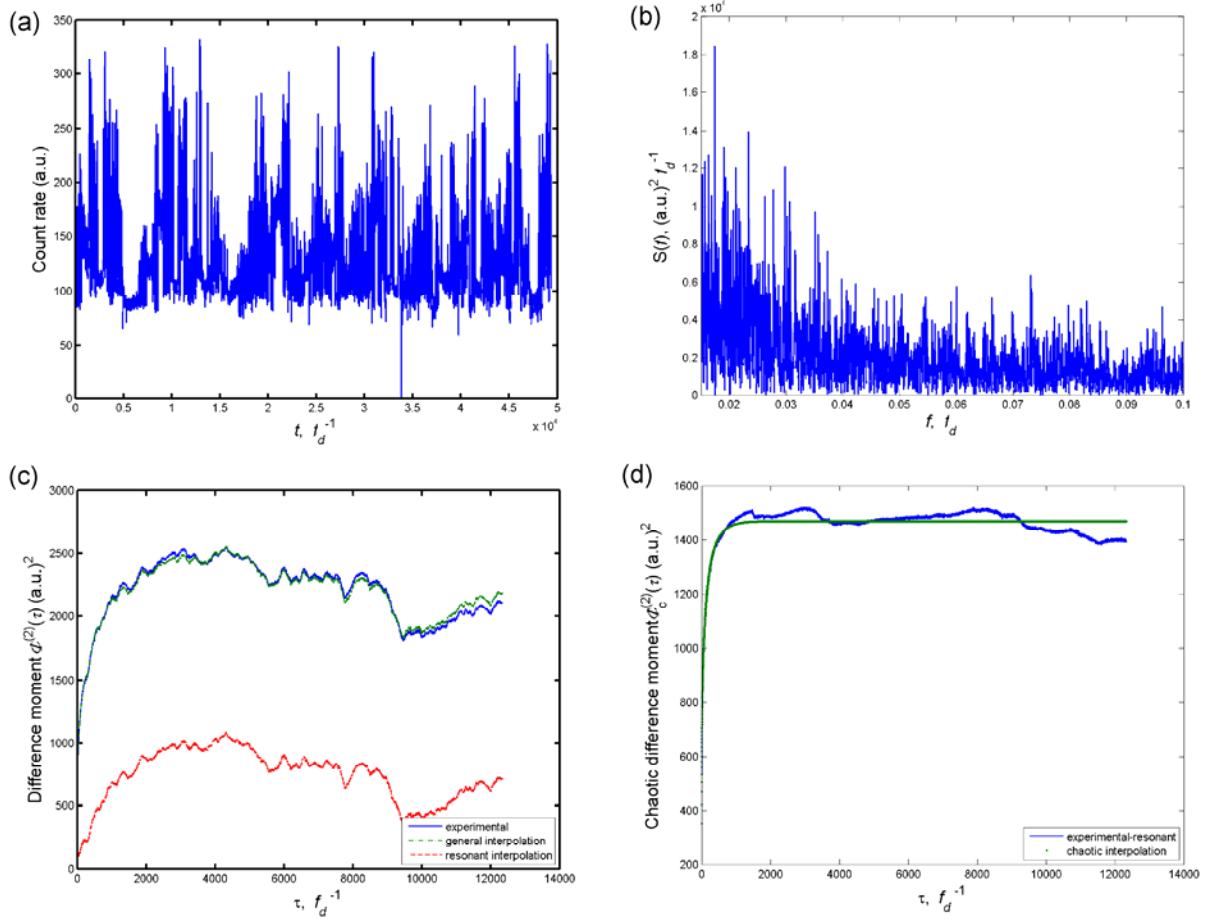 (a)
350
300
250
200
150
100
50
0
Count rate (a.u.)
0 0.5 1 1.5 2 2.5 3 3.5 4 4.5 5
x 10⁴
t, f_d⁻¹
(b)
2
1.8
1.6
1.4
1.2
1
0.8
0.6
0.4
0.2
0
S(f), (a.u.)² f_d⁻¹
0.02 0.03 0.04 0.05 0.06 0.07 0.08 0.09 0.1
f, f_d
(c)
3000
2500
2000
1500
1000
500
0
Difference moment Φ⁽²⁾(τ) (a.u.)²
experimental
general interpolation
resonant interpolation
0 2000 4000 6000 8000 10000 12000 14000
τ, f_d⁻¹
(d)
1600
1400
1200
1000
800
600
400
200
Chaotic difference moment Φ_c⁽²⁾(τ) (a.u.)²
experimental-resonant
chaotic interpolation
0 2000 4000 6000 8000 10000 12000 14000
τ, f_d⁻¹